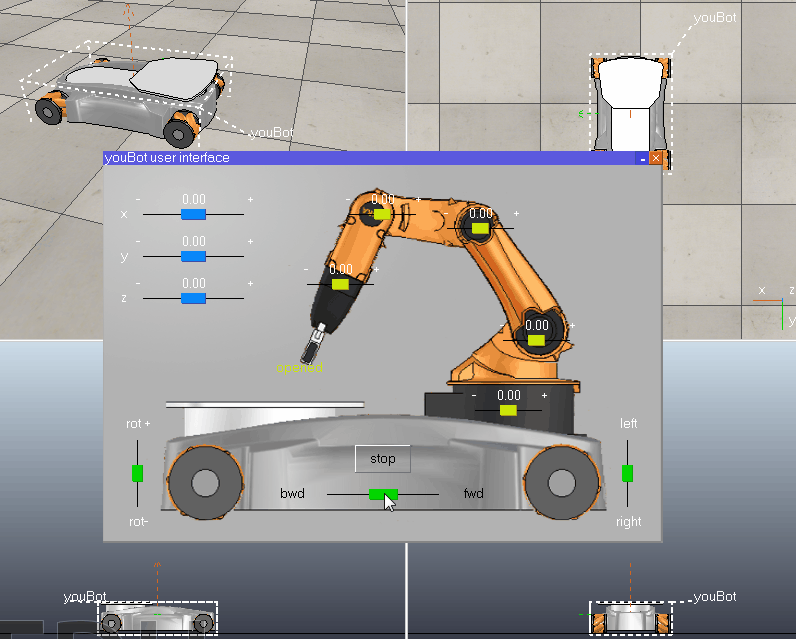 youBot
youBot
youBot user interface
- 0.00 +
x
- 0.00 +
y
- 0.00 +
z
- 0.00 +
- 0.00 +
- 0.00 +
- 0.00 +
- 0.00 +
opened
x z
y
rot+
rot-
stop
bwd fwd
left
right
youBot
youBot